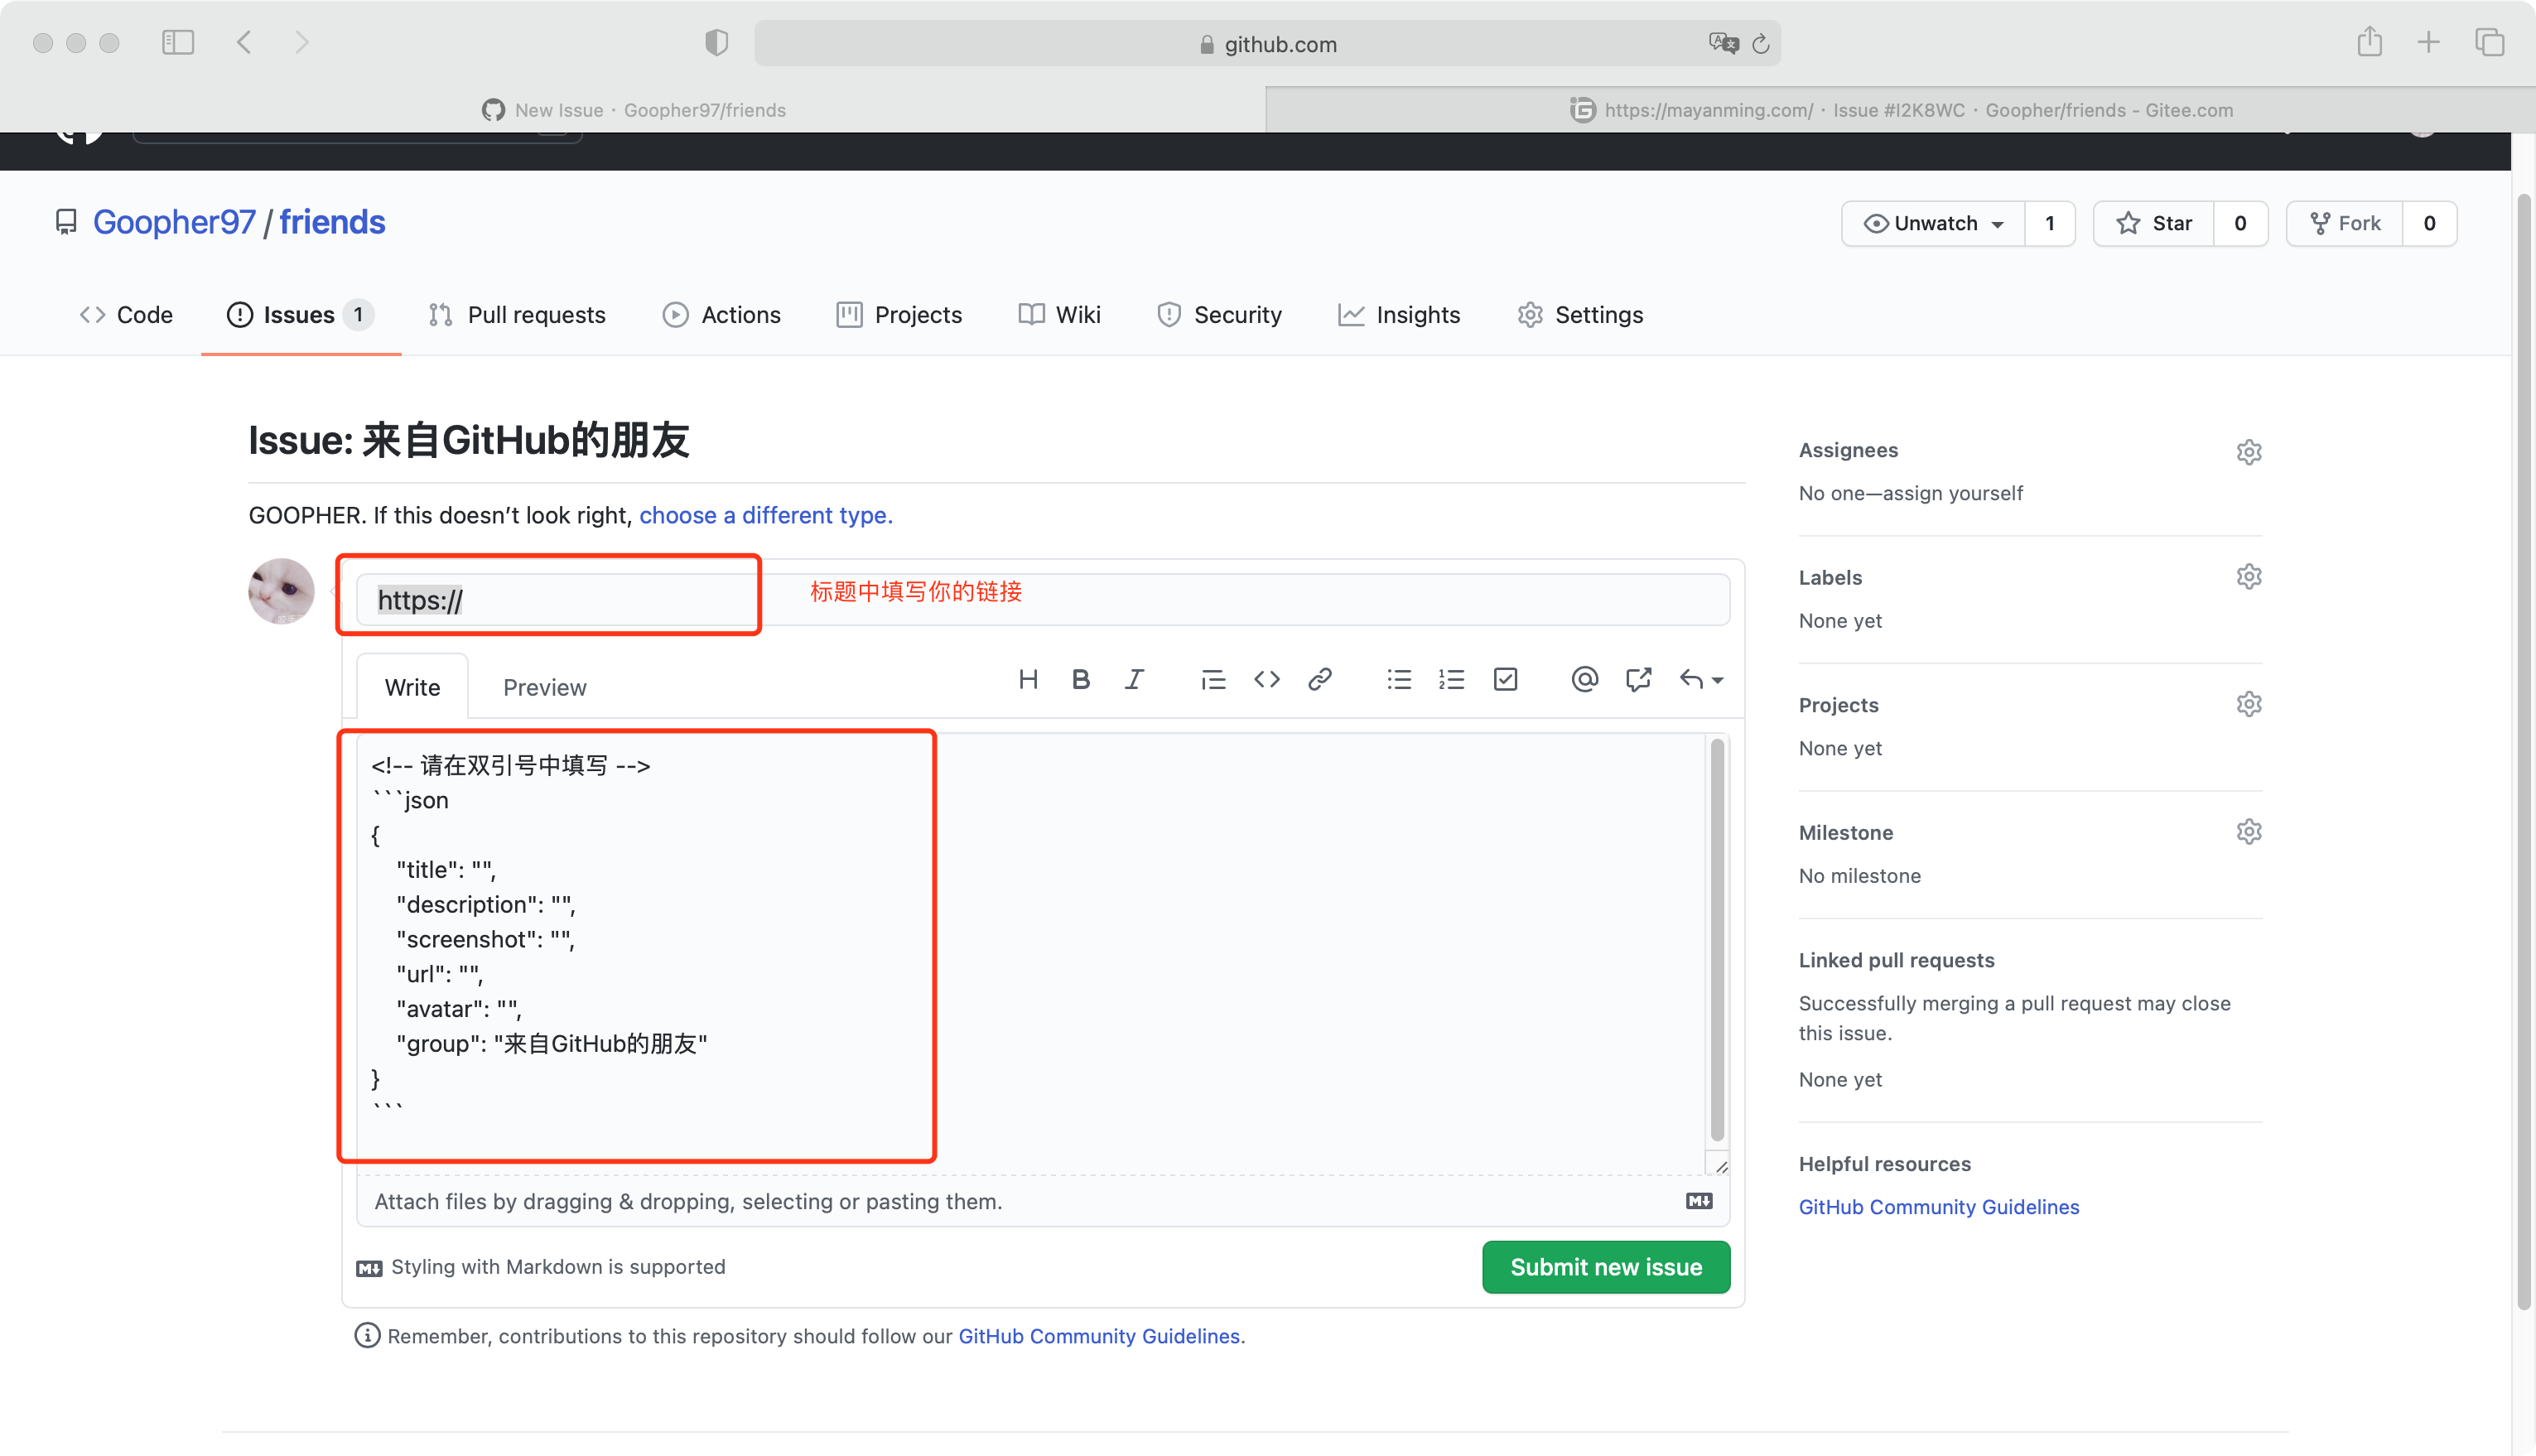 github.com
New Issue · Goopher97/friends
https://mayanming.com/ · Issue #I2K8WC · Goopher/friends - Gitee.com
Goopher97 / friends
Unwatch 1
Star 0
Fork 0
Code
Issues 1
Pull requests
Actions
Projects
Wiki
Security
Insights
Settings
Issue: 来自GitHub的朋友
GOOPHER. If this doesn’t look right, choose a different type.
https://
标题中填写你的链接
Write
Preview
<!-- 请在双引号中填写 -->
```json
{
"title": "",
"description": "",
"screenshot": "",
"url": "",
"avatar": "",
"group": "来自GitHub的朋友"
}
```
Attach files by dragging & dropping, selecting or pasting them.
Styling with Markdown is supported
Submit new issue
Remember, contributions to this repository should follow our GitHub Community Guidelines.
Assignees
No one—assign yourself
Labels
None yet
Projects
None yet
Milestone
No milestone
Linked pull requests
Successfully merging a pull request may close
this issue.
None yet
Helpful resources
GitHub Community Guidelines